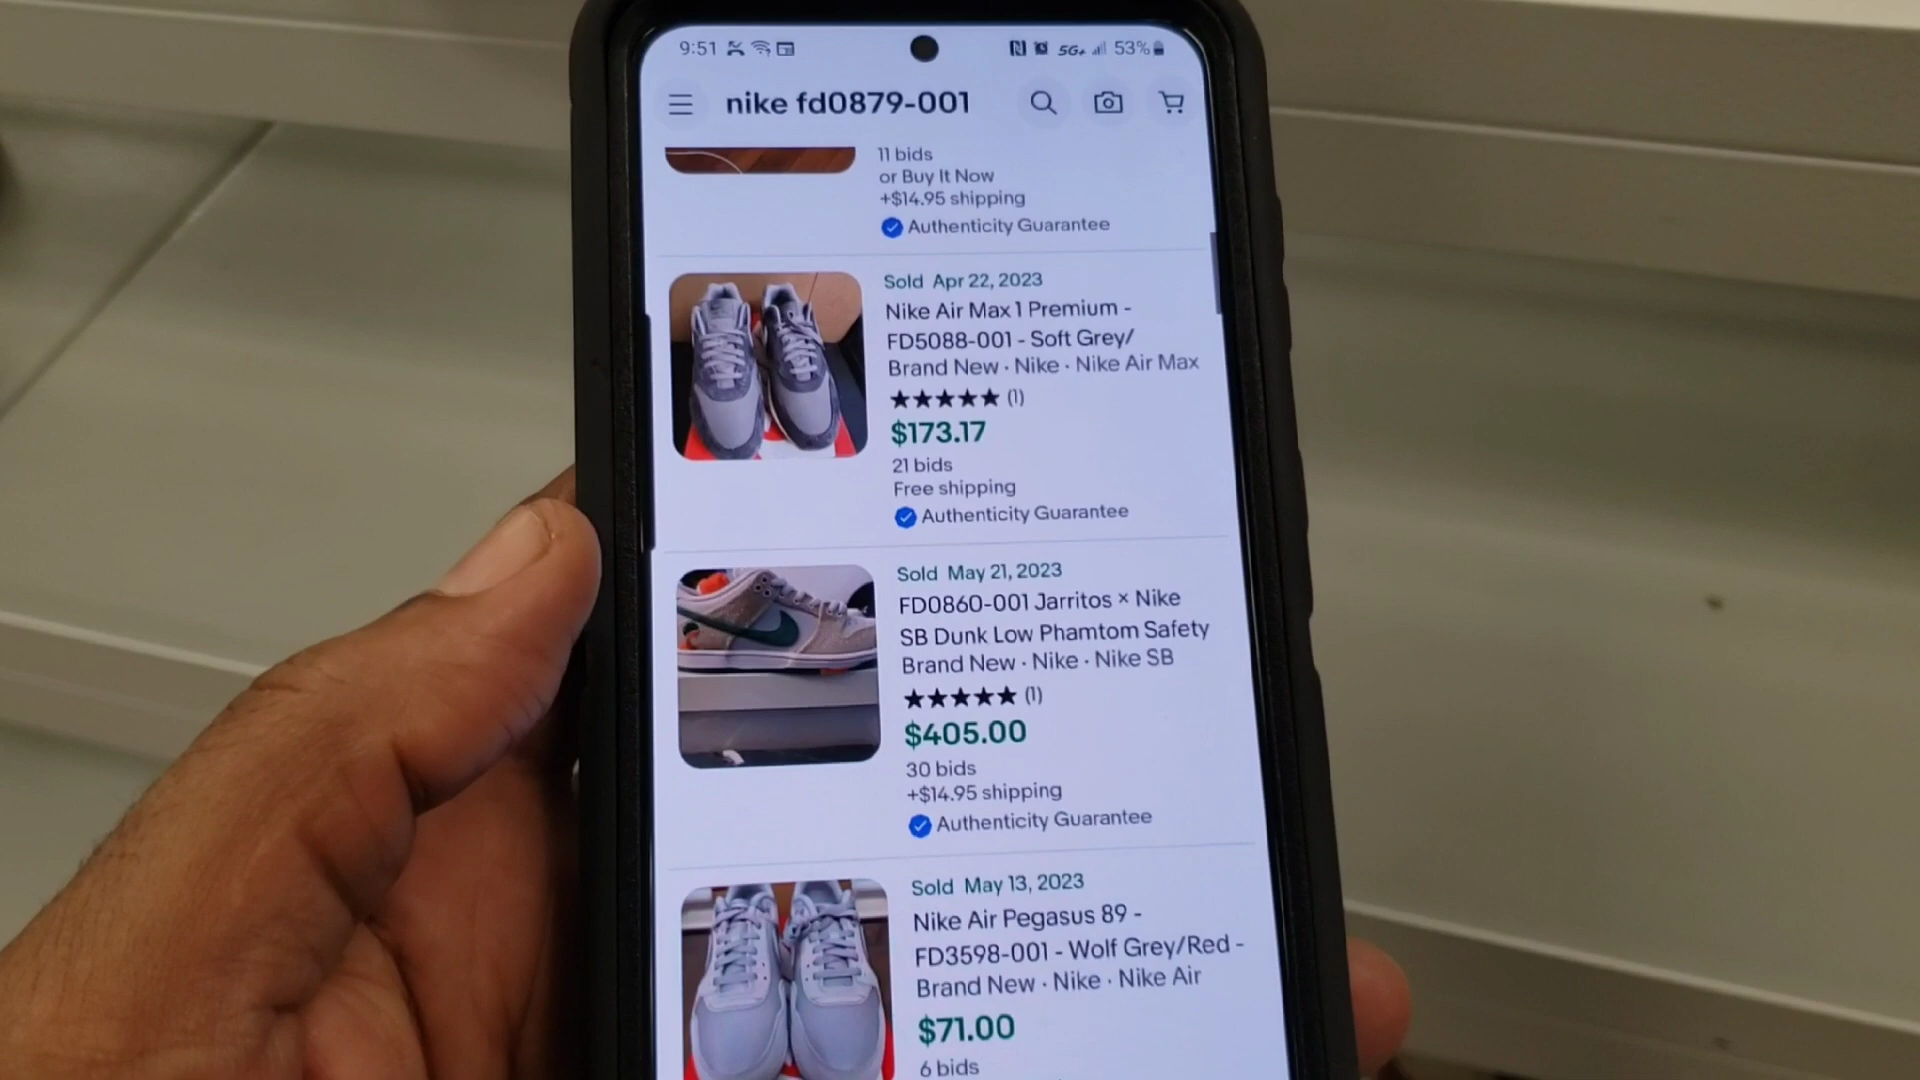 9:51 5G+ 53%
nike fd0879-001
11 bids
or Buy It Now
+$14.95 shipping
Authenticity Guarantee
Sold Apr 22, 2023
Nike Air Max 1 Premium -
FD5088-001 - Soft Grey/
Brand New · Nike · Nike Air Max
(1)
$173.17
21 bids
Free shipping
Authenticity Guarantee
Sold May 21, 2023
FD0860-001 Jarritos × Nike
SB Dunk Low Phamtom Safety
Brand New · Nike · Nike SB
(1)
$405.00
30 bids
+$14.95 shipping
Authenticity Guarantee
Sold May 13, 2023
Nike Air Pegasus 89 -
FD3598-001 - Wolf Grey/Red -
Brand New · Nike · Nike Air
$71.00
6 bids